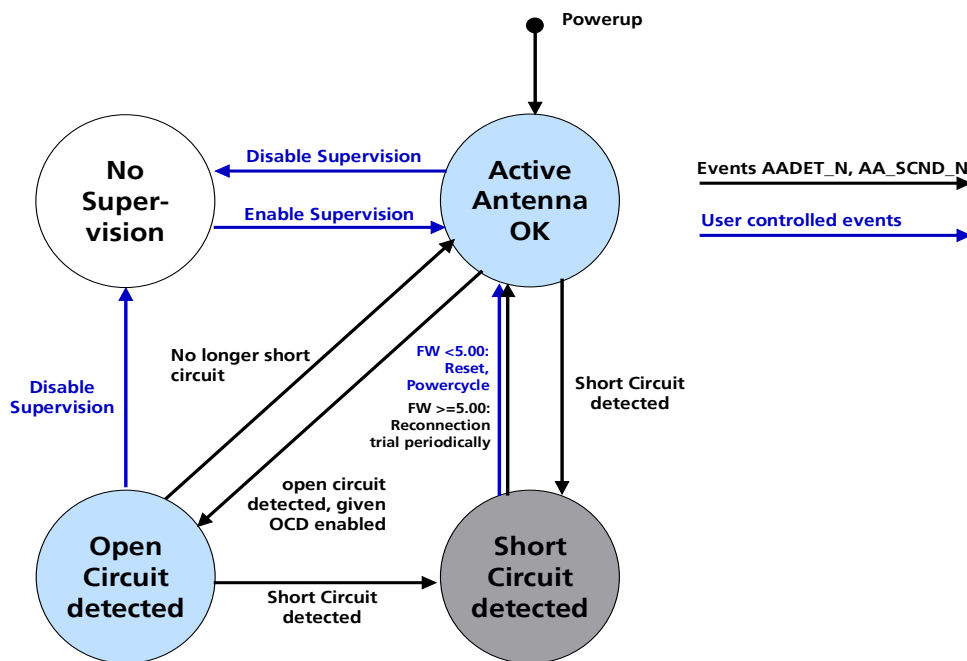 Powerup
No
Super-
vision
Disable Supervision
Enable Supervision
Active
Antenna
OK
Events AADET_N, AA_SCND_N
User controlled events
No longer short
circuit
FW <5.00:
Reset,
Powercycle
FW >=5.00:
Reconnection
trial periodically
Short Circuit
detected
Disable
Supervision
open circuit
detected, given
OCD enabled
Open
Circuit
detected
Short Circuit
detected
Short
Circuit
detected